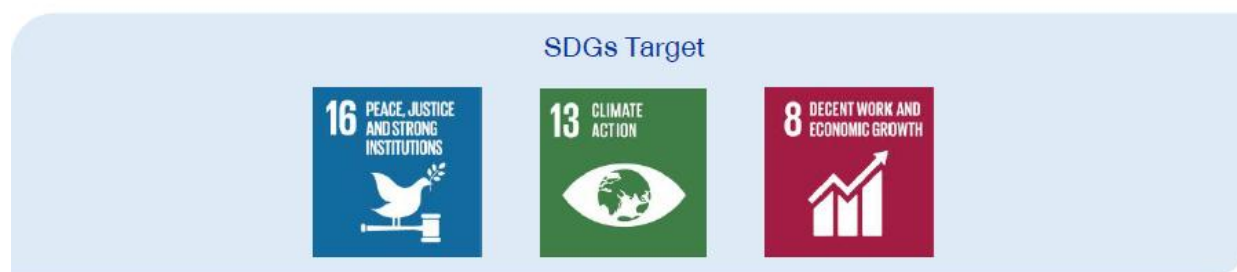 SDGs Target
16 PEACE, JUSTICE
AND STRONG
INSTITUTIONS
13 CLIMATE
ACTION
8 DECENT WORK AND
ECONOMIC GROWTH